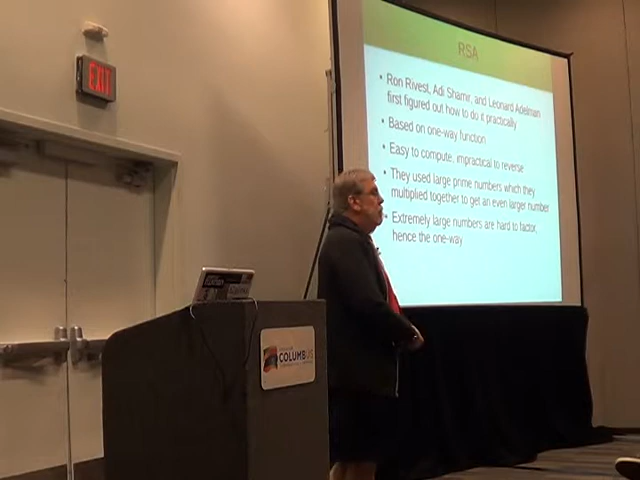 EXIT
RSA
• Ron Rivest, Adi Shamir, and Leonard Adelman
first figured out how to do it practically
• Based on one-way function
• Easy to compute, impractical to reverse
• They used large prime numbers which they
multiplied together to get an even larger number
• Extremely large numbers are hard to factor,
hence the one-way
COLUMBUS